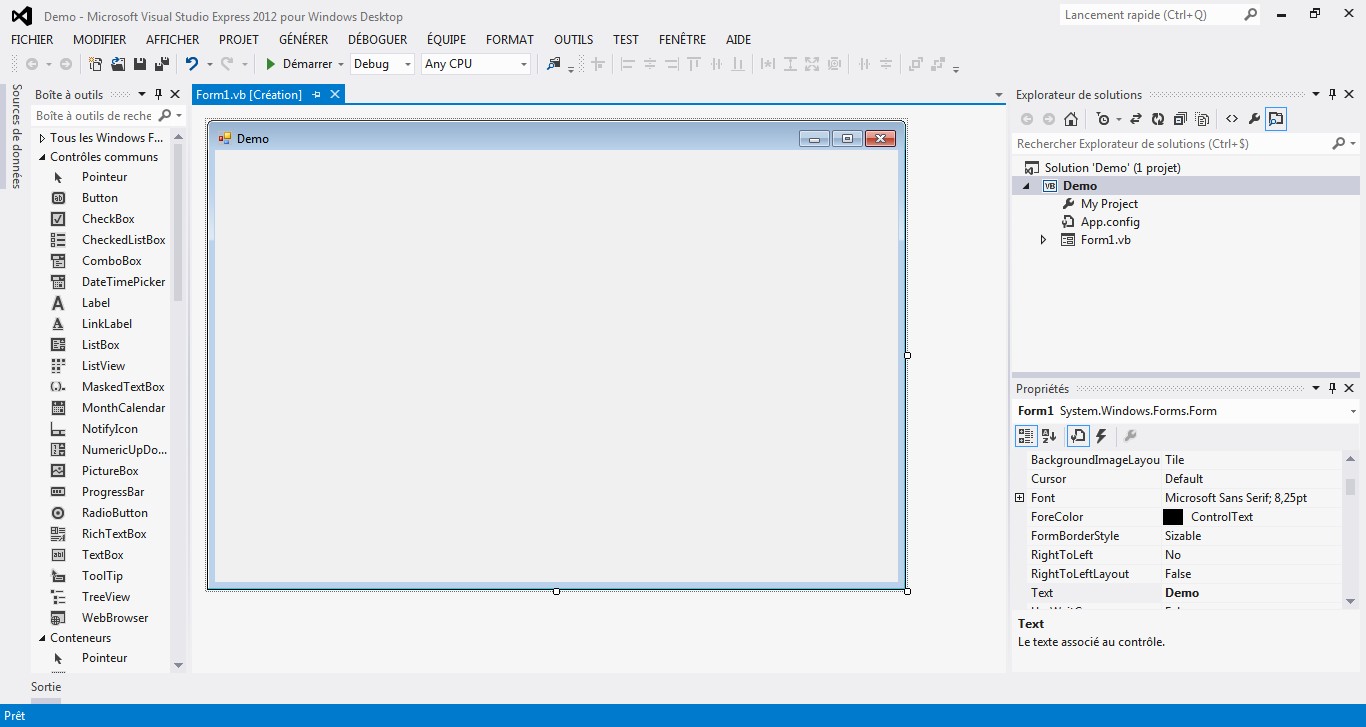 Demo - Microsoft Visual Studio Express 2012 pour Windows Desktop
Lancement rapide (Ctrl+Q)
FICHIER MODIFIER AFFICHER PROJET GÉNÉRER DÉBOGUER ÉQUIPE FORMAT OUTILS TEST FENÊTRE AIDE
Démarrer Debug Any CPU
Sources de données
Boîte à outils
Boîte à outils de reche
Tous les Windows F...
Contrôles communs
Pointeur
Button
CheckBox
CheckedListBox
ComboBox
DateTimePicker
Label
LinkLabel
ListBox
ListView
MaskedTextBox
MonthCalendar
NotifyIcon
NumericUpDo...
PictureBox
ProgressBar
RadioButton
RichTextBox
TextBox
ToolTip
TreeView
WebBrowser
Conteneurs
Pointeur
Form1.vb [Création]
Demo
Explorateur de solutions
Rechercher Explorateur de solutions (Ctrl+$)
Solution 'Demo' (1 projet)
VB Demo
My Project
App.config
Form1.vb
Propriétés
Form1 System.Windows.Forms.Form
BackgroundImageLayou Tile
Cursor Default
Font Microsoft Sans Serif; 8,25pt
ForeColor ControlText
FormBorderStyle Sizable
RightToLeft No
RightToLeftLayout False
Text Demo
Text
Le texte associé au contrôle.
Sortie
Prêt